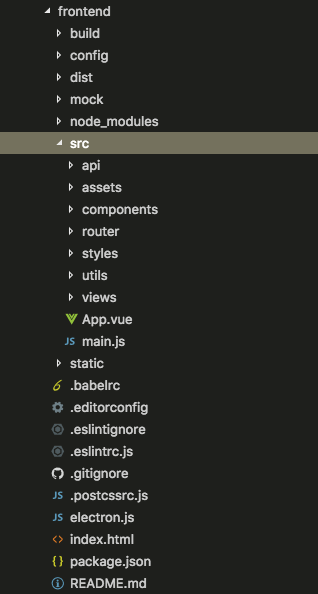 frontend
build
config
dist
mock
node_modules
src
api
assets
components
router
styles
utils
views
App.vue
JS main.js
static
.babelrc
.editorconfig
.eslintignore
.eslintrc.js
.gitignore
JS .postcssrc.js
JS electron.js
index.html
package.json
README.md